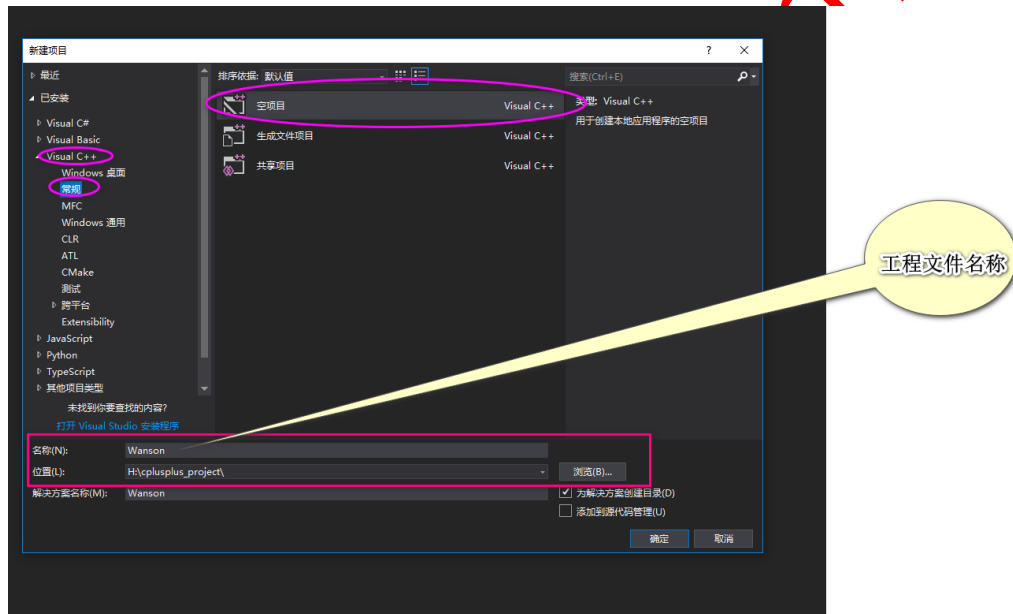 新建项目
? ×
最近
已安装
Visual C#
Visual Basic
Visual C++
Windows 桌面
常规
MFC
Windows 通用
CLR
ATL
CMake
测试
跨平台
Extensibility
JavaScript
Python
TypeScript
其他项目类型
未找到你要查找的内容?
打开 Visual Studio 安装程序
排序依据: 默认值
空项目 Visual C++
生成文件项目 Visual C++
共享项目 Visual C++
搜索(Ctrl+E)
类型: Visual C++
用于创建本地应用程序的空项目
工程文件名称
名称(N): Wanson
位置(L): H:\cplusplus_project\ 浏览(B)...
解决方案名称(M): Wanson
为解决方案创建目录(D)
添加到源代码管理(U)
确定 取消